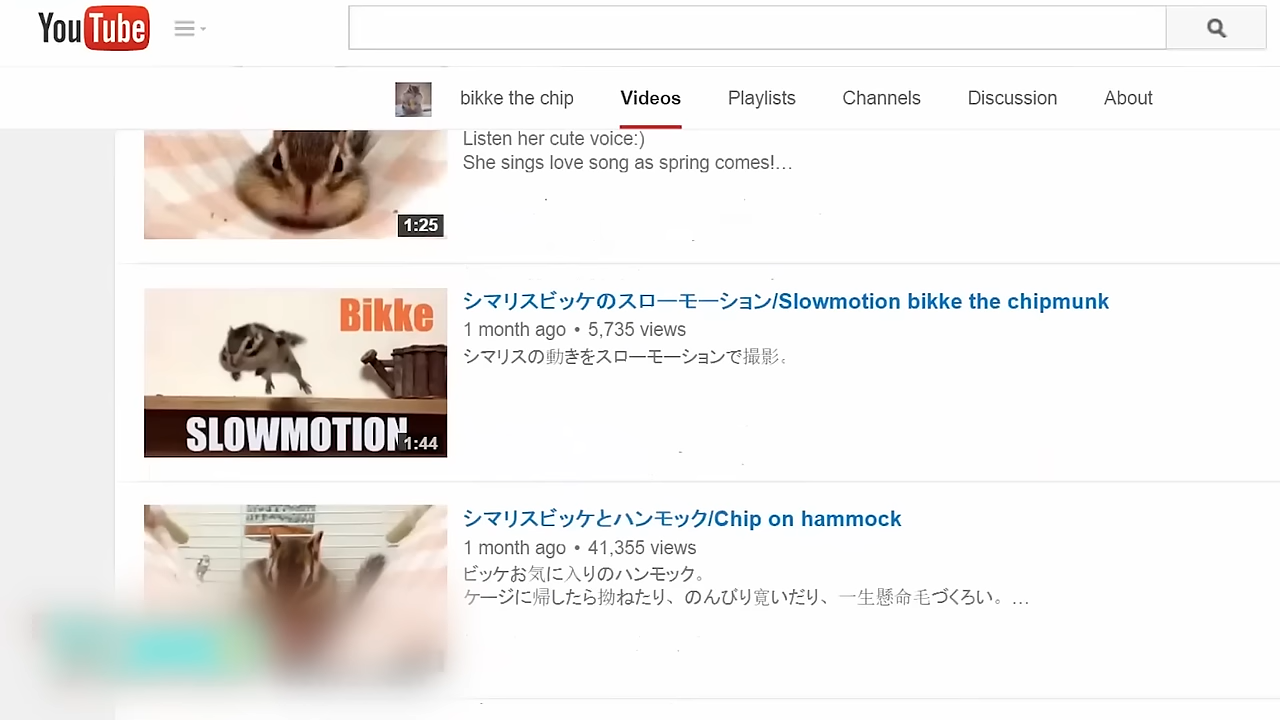 YouTube
bikke the chip Videos Playlists Channels Discussion About
Listen her cute voice:)
She sings love song as spring comes!…
1:25
シマリスビッケのスローモーション/Slowmotion bikke the chipmunk
Bikke
1 month ago • 5,735 views
シマリスの動きをスローモーションで撮影。
SLOWMOTION
1:44
シマリスビッケとハンモック/Chip on hammock
1 month ago • 41,355 views
ビッケお気に入りのハンモック。
ケージに帰したら拗ねたり、のんびり寛いだり、一生懸命毛づくろい。…